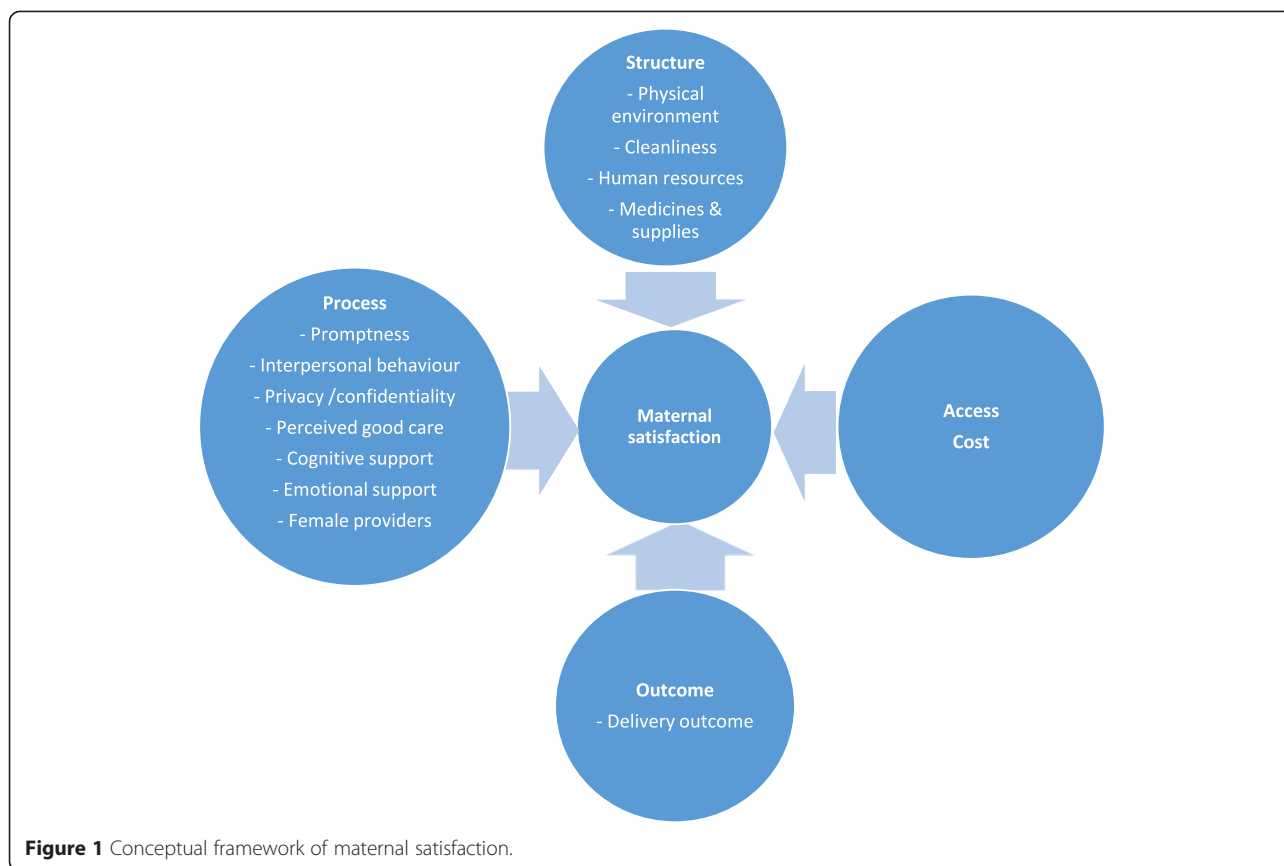 Structure
- Physical
environment
- Cleanliness
- Human resources
- Medicines &
supplies
Process
- Promptness
- Interpersonal behaviour
- Privacy /confidentiality
- Perceived good care
- Cognitive support
- Emotional support
- Female providers
Maternal
satisfaction
Access
Cost
Outcome
- Delivery outcome
Figure 1 Conceptual framework of maternal satisfaction.